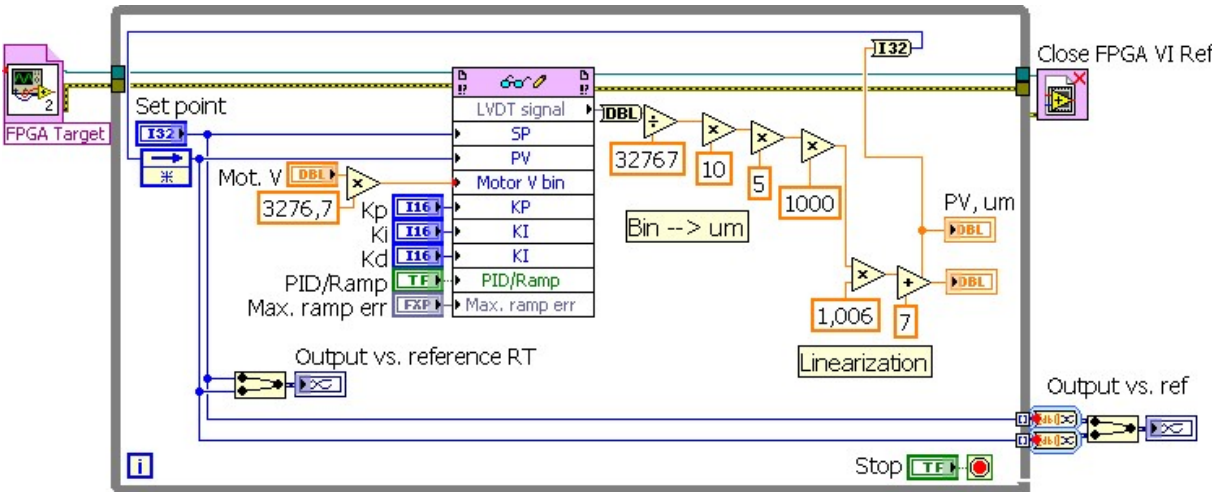 Close FPGA VI Ref
I32
2
FPGA Target
Set point
I32
LVDT signal
SP
PV
Motor V bin
KP
KI
KI
PID/Ramp
Max. ramp err
DBL
÷
32767
×
10
×
5
×
1000
Mot. V
DBL
×
3276,7
Kp
I16
Ki
I16
Kd
I16
PID/Ramp
TF
Max. ramp err
FXP
Bin --> um
PV, um
DBL
×
1,006
+
7
DBL
Linearization
Output vs. reference RT
Output vs. ref
i
Stop
TF